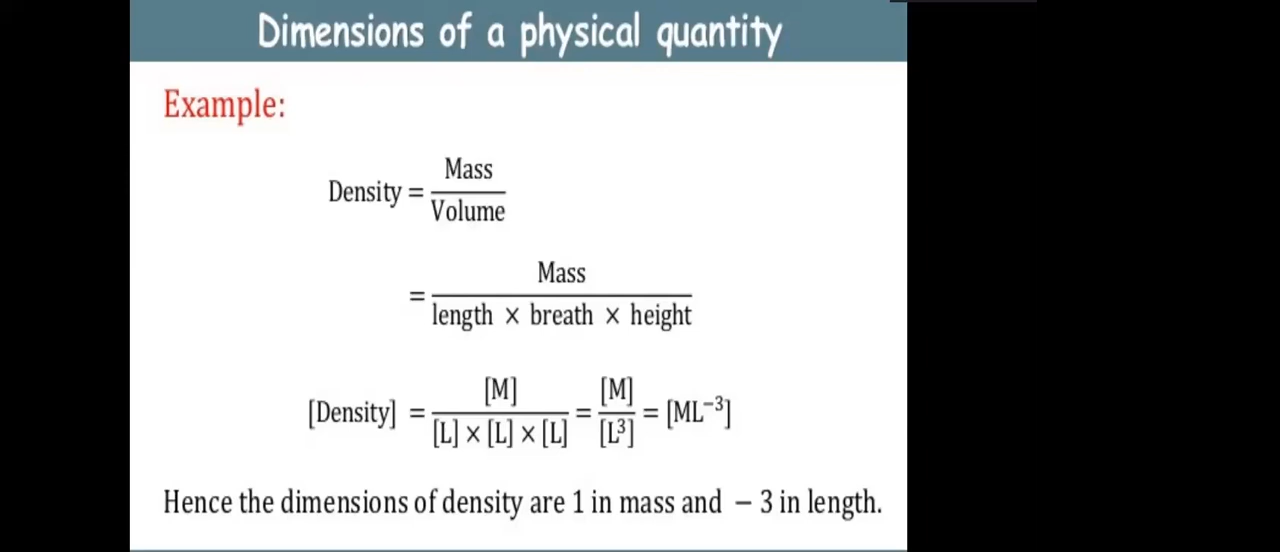 Dimensions of a physical quantity
Example:
Density = Mass / Volume
= Mass / length × breath × height
[Density] = [M] / [L] × [L] × [L] = [M] / [L³] = [ML⁻³]
Hence the dimensions of density are 1 in mass and − 3 in length.